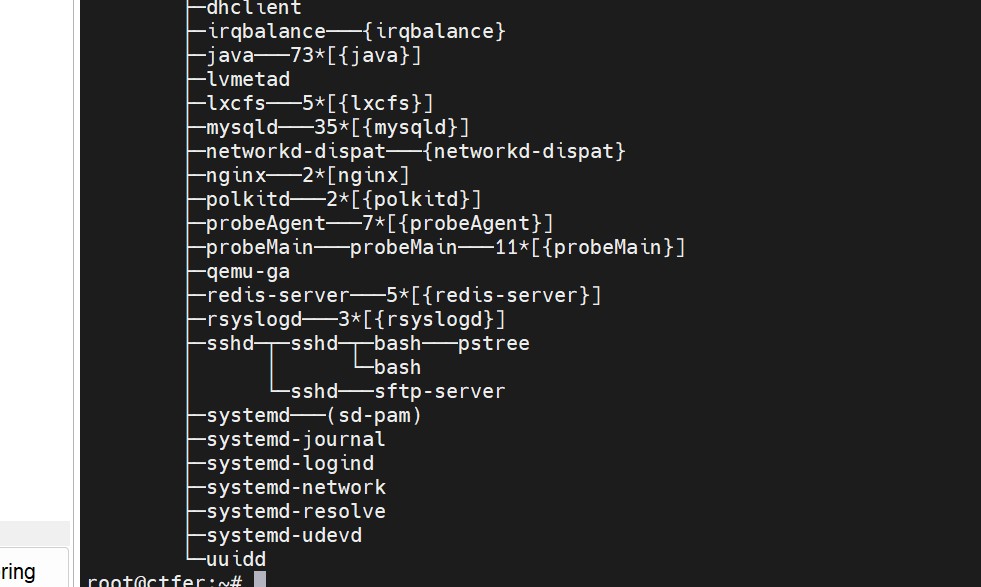 ├─dhclient
├─irqbalance───{irqbalance}
├─java───73*[{java}]
├─lvmetad
├─lxcfs───5*[{lxcfs}]
├─mysqld───35*[{mysqld}]
├─networkd-dispat───{networkd-dispat}
├─nginx───2*[nginx]
├─polkitd───2*[{polkitd}]
├─probeAgent───7*[{probeAgent}]
├─probeMain───probeMain───11*[{probeMain}]
├─qemu-ga
├─redis-server───5*[{redis-server}]
├─rsyslogd───3*[{rsyslogd}]
├─sshd─┬─sshd─┬─bash───pstree
│      │      └─bash
│      └─sshd───sftp-server
├─systemd───(sd-pam)
├─systemd-journal
├─systemd-logind
├─systemd-network
├─systemd-resolve
├─systemd-udevd
└─uuidd
ring
root@ctfer:~#